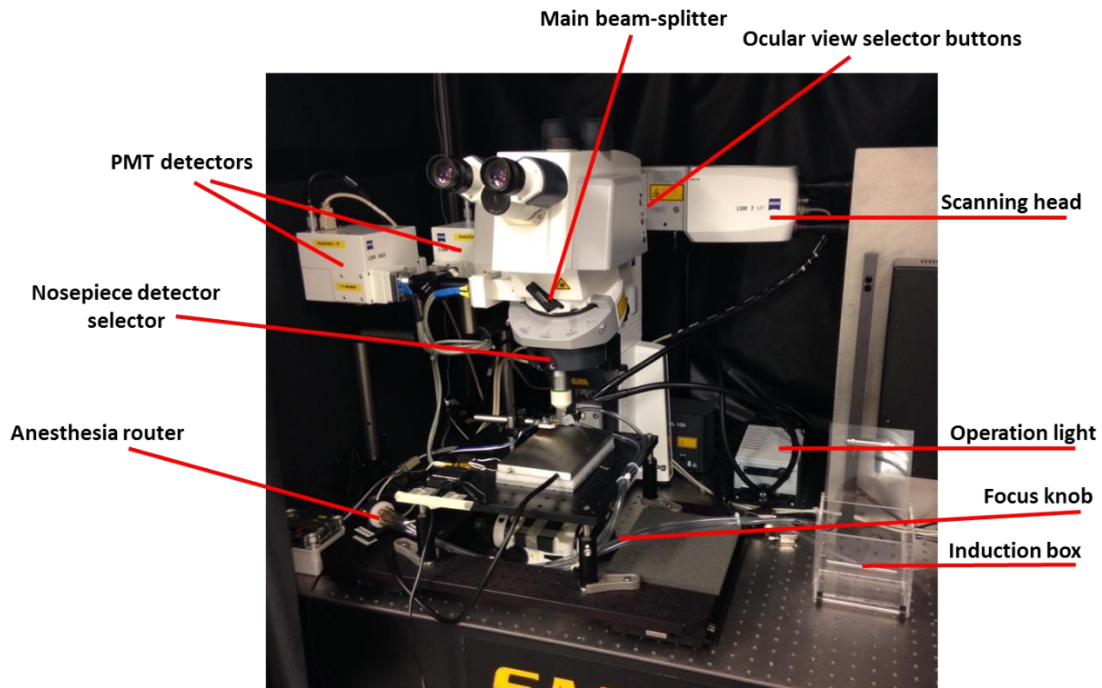 Main beam-splitter
Ocular view selector buttons
PMT detectors
Scanning head
Nosepiece detector
selector
Anesthesia router
Operation light
Focus knob
Induction box
LSM 7 MP
ZEISS